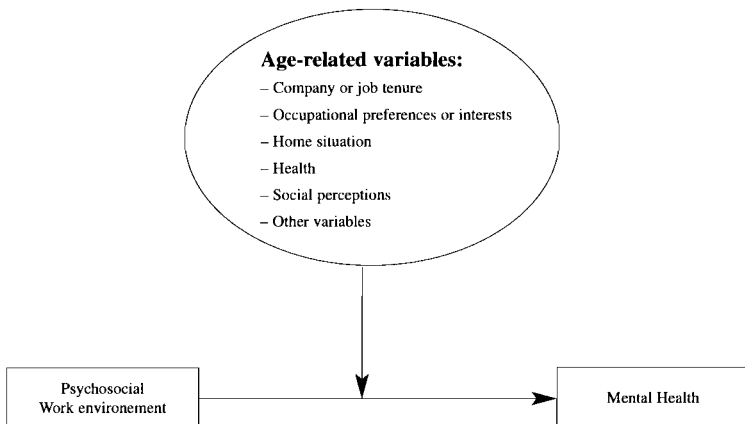 Age-related variables:
– Company or job tenure
– Occupational preferences or interests
– Home situation
– Health
– Social perceptions
– Other variables
Psychosocial
Work environement
Mental Health